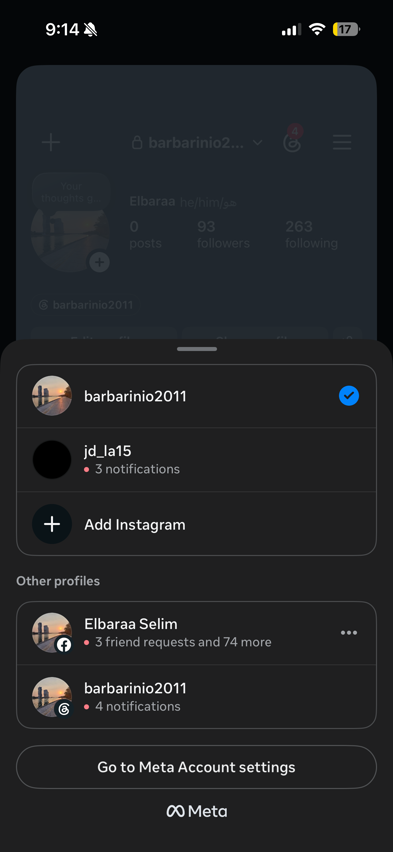 9:14
17
barbarinio2...
4
Your
thoughts
Elbaraa he/him/هو
0
93
263
posts
followers
following
barbarinio2011
barbarinio2011
jd_la15
3 notifications
Add Instagram
Other profiles
Elbaraa Selim
3 friend requests and 74 more
barbarinio2011
4 notifications
Go to Meta Account settings
Meta